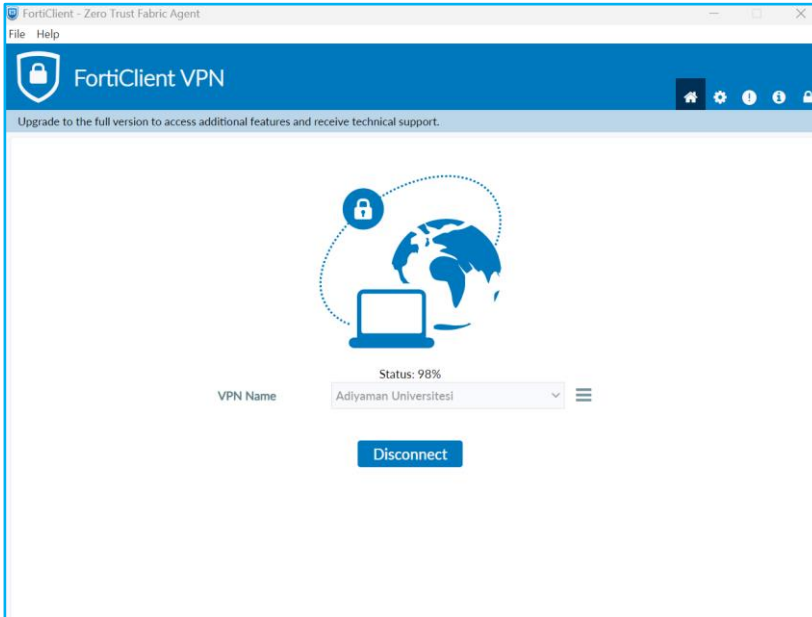 FortiClient - Zero Trust Fabric Agent
File Help
FortiClient VPN
Upgrade to the full version to access additional features and receive technical support.
Status: 98%
VPN Name
Adiyaman Universitesi
Disconnect